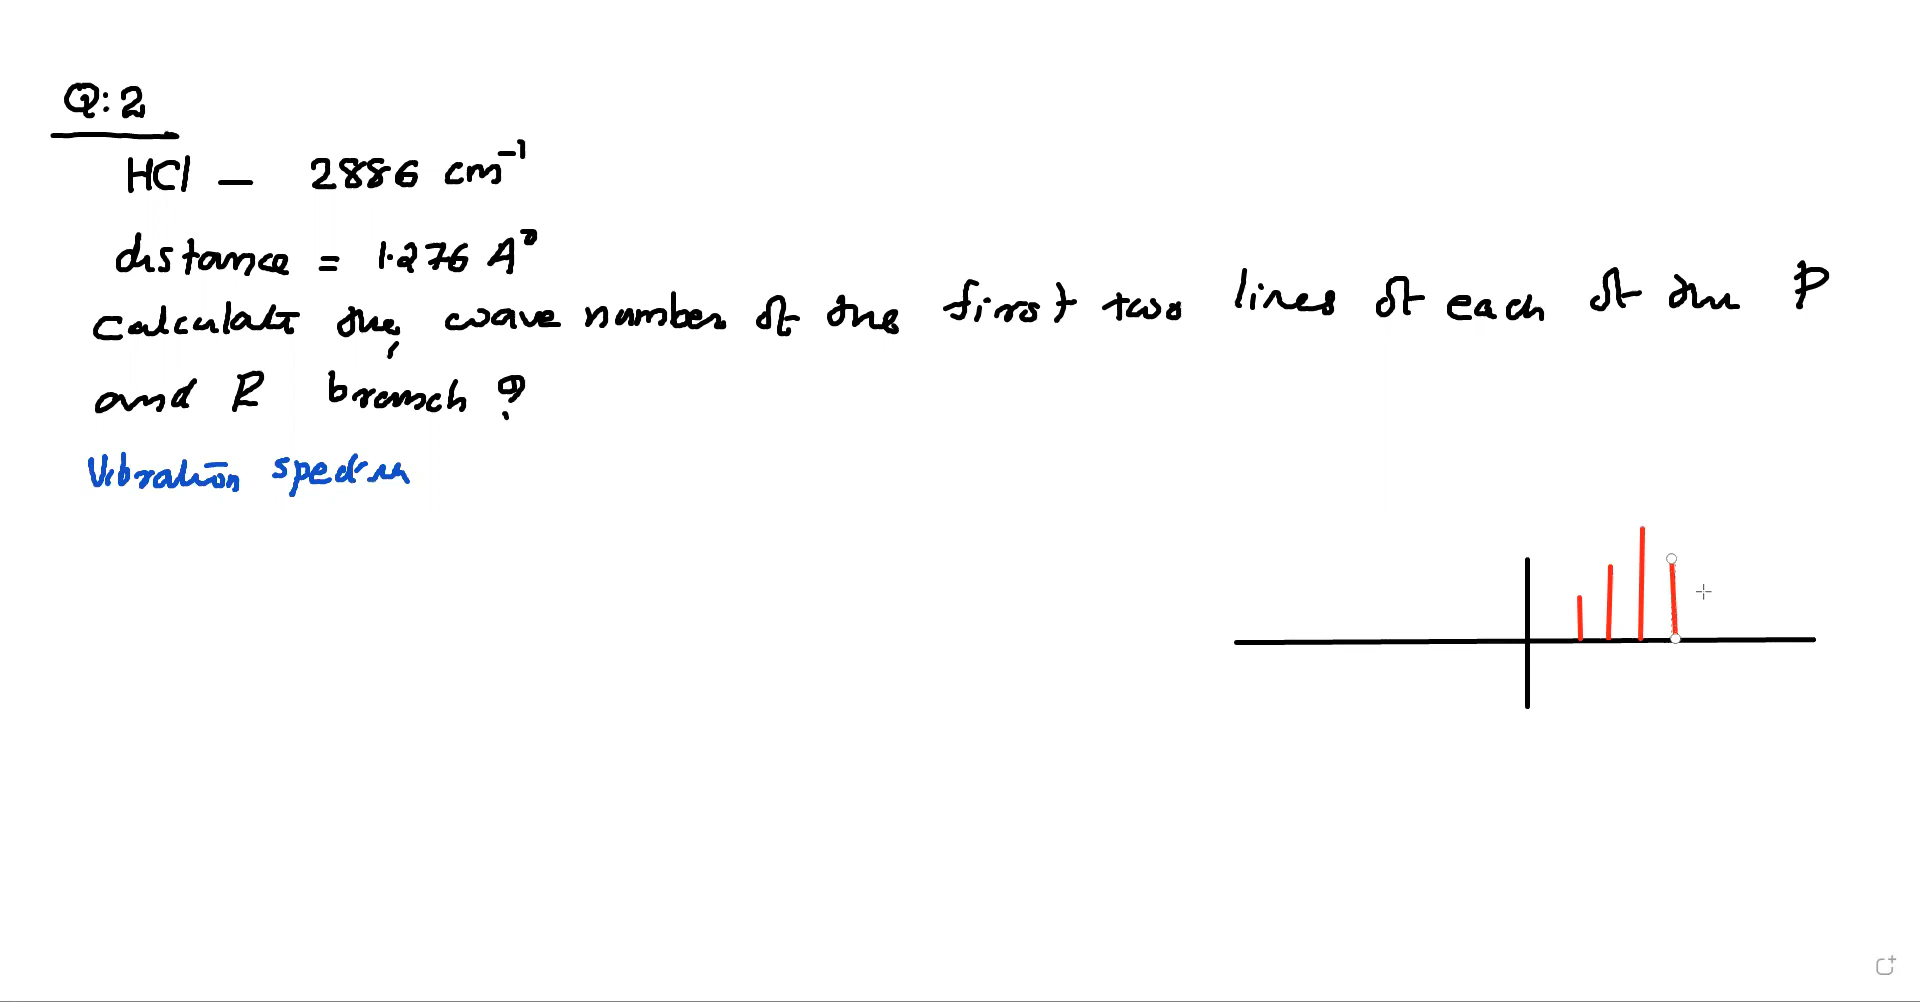 Q:2
HCl – 2886 cm⁻¹
distance = 1.276 A°
calculate the, wave number of the first two lines of each of the P
and R branch ?
Vibration spectra